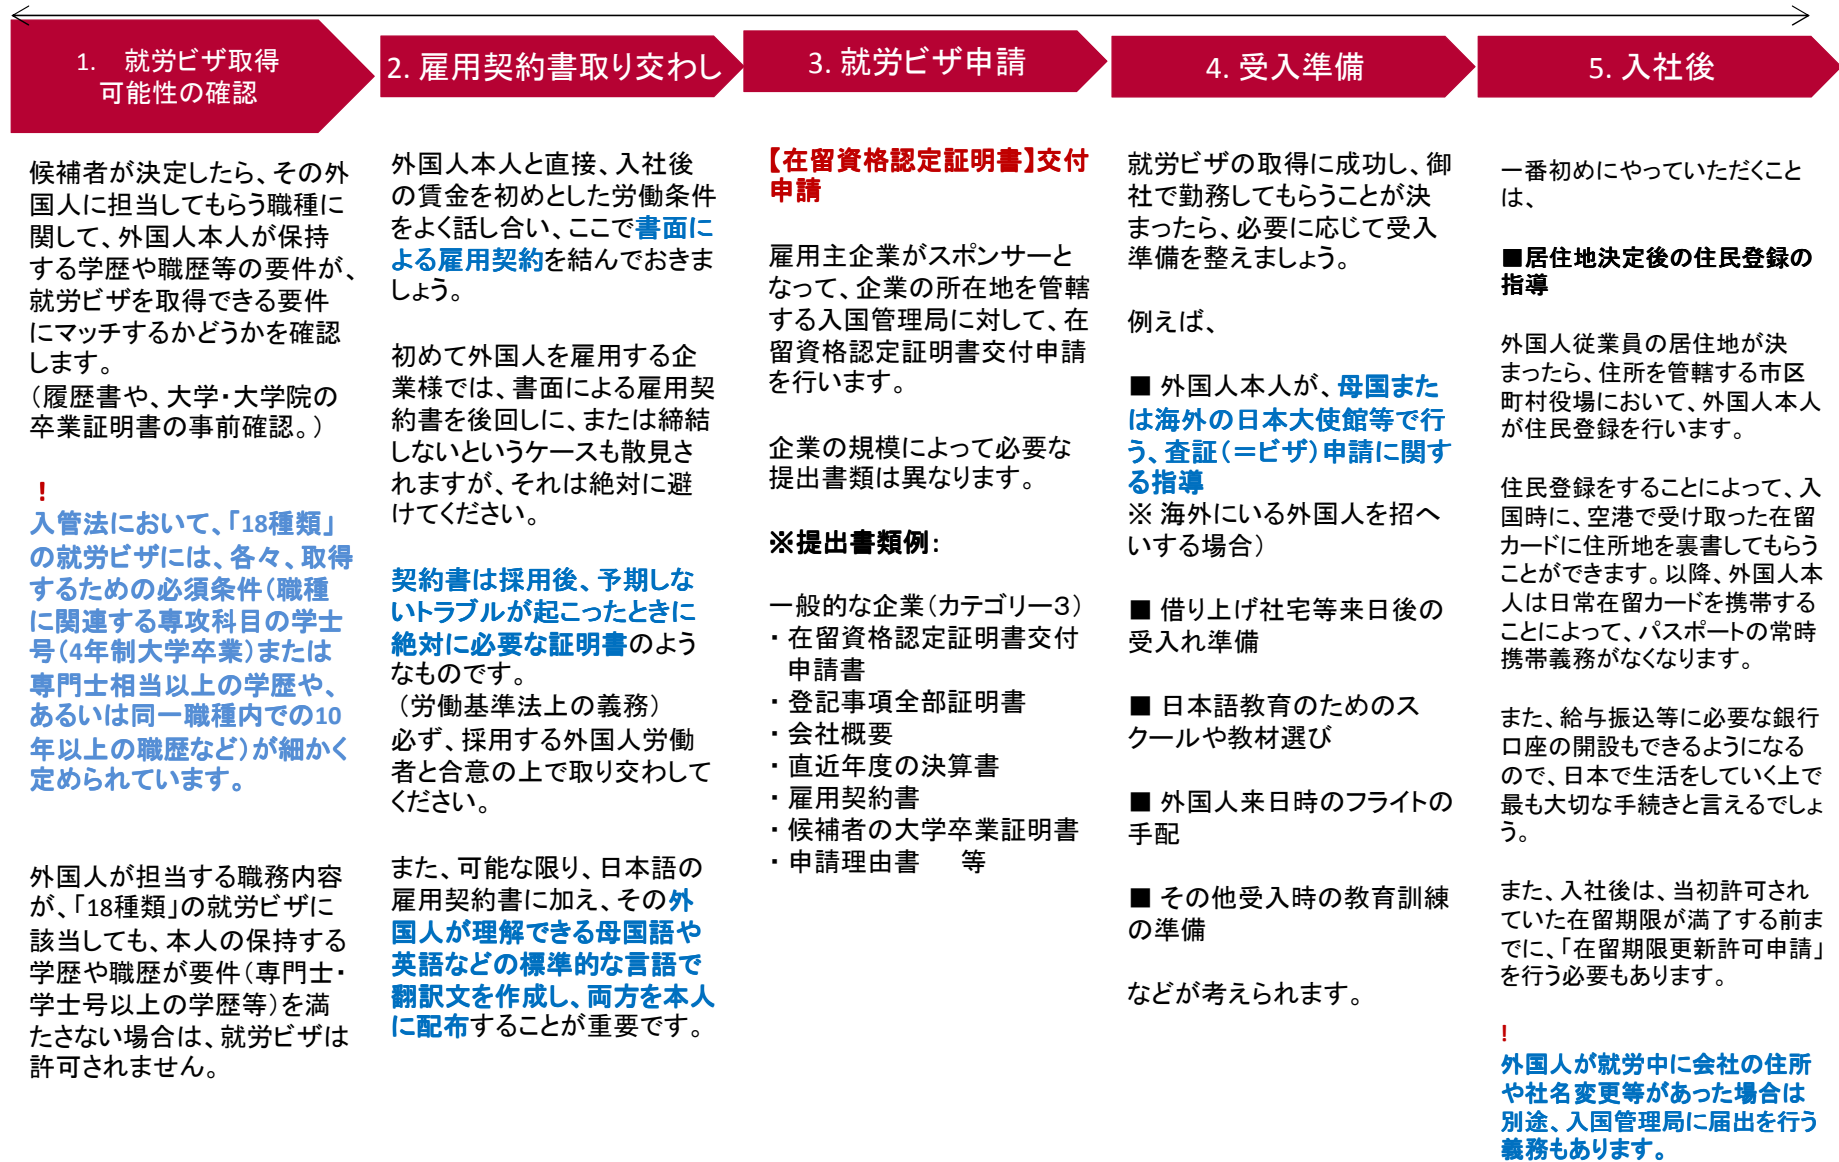 1. 就労ビザ取得
可能性の確認
候補者が決定したら、その外
国人に担当してもらう職種に
関して、外国人本人が保持
する学歴や職歴等の要件が、
就労ビザを取得できる要件
にマッチするかどうかを確認
します。
（履歴書や、大学・大学院の
卒業証明書の事前確認。）
！
入管法において、「18種類」
の就労ビザには、各々、取得
するための必須条件（職種
に関連する専攻科目の学士
号（4年制大学卒業）または
専門士相当以上の学歴や、
あるいは同一職種内での10
年以上の職歴など）が細かく
定められています。
外国人が担当する職務内容
が、「18種類」の就労ビザに
該当しても、本人の保持する
学歴や職歴が要件（専門士・
学士号以上の学歴等）を満
たさない場合は、就労ビザは
許可されません。
2. 雇用契約書取り交わし
外国人本人と直接、入社後
の賃金を初めとした労働条件
をよく話し合い、ここで書面に
よる雇用契約を結んでおきま
しょう。
初めて外国人を雇用する企
業様では、書面による雇用契
約書を後回しに、または締結
しないというケースも散見さ
れますが、それは絶対に避
けてください。
契約書は採用後、予期しな
いトラブルが起こったときに
絶対に必要な証明書のよう
なものです。
（労働基準法上の義務）
必ず、採用する外国人労働
者と合意の上で取り交わして
ください。
また、可能な限り、日本語の
雇用契約書に加え、その外
国人が理解できる母国語や
英語などの標準的な言語で
翻訳文を作成し、両方を本人
に配布することが重要です。
3. 就労ビザ申請
【在留資格認定証明書】交付
申請
雇用主企業がスポンサーと
なって、企業の所在地を管轄
する入国管理局に対して、在
留資格認定証明書交付申請
を行います。
企業の規模によって必要な
提出書類は異なります。
※提出書類例：
一般的な企業（カテゴリー3）
・在留資格認定証明書交付
申請書
・登記事項全部証明書
・会社概要
・直近年度の決算書
・雇用契約書
・候補者の大学卒業証明書
・申請理由書　等
4. 受入準備
就労ビザの取得に成功し、御
社で勤務してもらうことが決
まったら、必要に応じて受入
準備を整えましょう。
例えば、
■ 外国人本人が、母国また
は海外の日本大使館等で行
う、査証（＝ビザ）申請に関す
る指導
※ 海外にいる外国人を招へ
いする場合）
■ 借り上げ社宅等来日後の
受入れ準備
■ 日本語教育のためのス
クールや教材選び
■ 外国人来日時のフライトの
手配
■ その他受入時の教育訓練
の準備
などが考えられます。
5. 入社後
一番初めにやっていただくこと
は、
■居住地決定後の住民登録の
指導
外国人従業員の居住地が決
まったら、住所を管轄する市区
町村役場において、外国人本人
が住民登録を行います。
住民登録をすることによって、入
国時に、空港で受け取った在留
カードに住所地を裏書してもらう
ことができます。以降、外国人本
人は日常在留カードを携帯する
ことによって、パスポートの常時
携帯義務がなくなります。
また、給与振込等に必要な銀行
口座の開設もできるようになる
ので、日本で生活をしていく上で
最も大切な手続きと言えるでしょ
う。
また、入社後は、当初許可され
ていた在留期限が満了する前ま
でに、「在留期限更新許可申請」
を行う必要もあります。
！
外国人が就労中に会社の住所
や社名変更等があった場合は
別途、入国管理局に届出を行う
義務もあります。